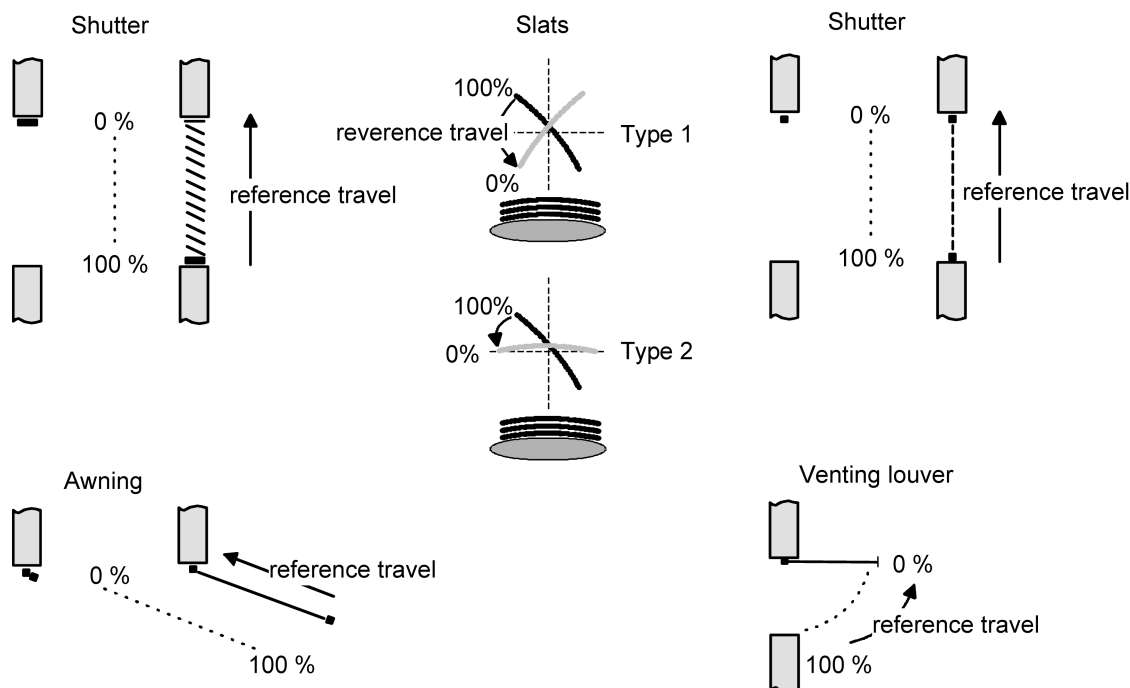 Shutter
0 %
100 %
reference travel
Slats
100%
reverence travel
0%
Type 1
100%
0%
Type 2
Shutter
0 %
100 %
reference travel
Awning
0 %
100 %
reference travel
Venting louver
0 %
reference travel
100 %